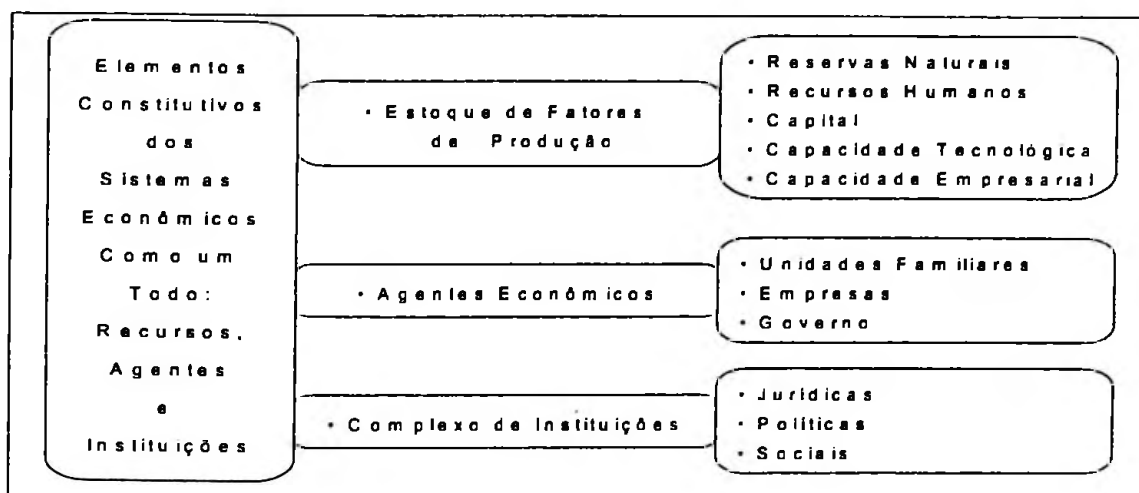 Elementos
Constitutivos
dos
Sistemas
Econômicos
Como um
Todo:
Recursos,
Agentes
e
Instituições
• Estoque de Fatores
de Produção
• Reservas Naturais
• Recursos Humanos
• Capital
• Capacidade Tecnológica
• Capacidade Empresarial
• Agentes Econômicos
• Unidades Familiares
• Empresas
• Governo
• Complexo de Instituições
• Jurídicas
• Políticas
• Sociais